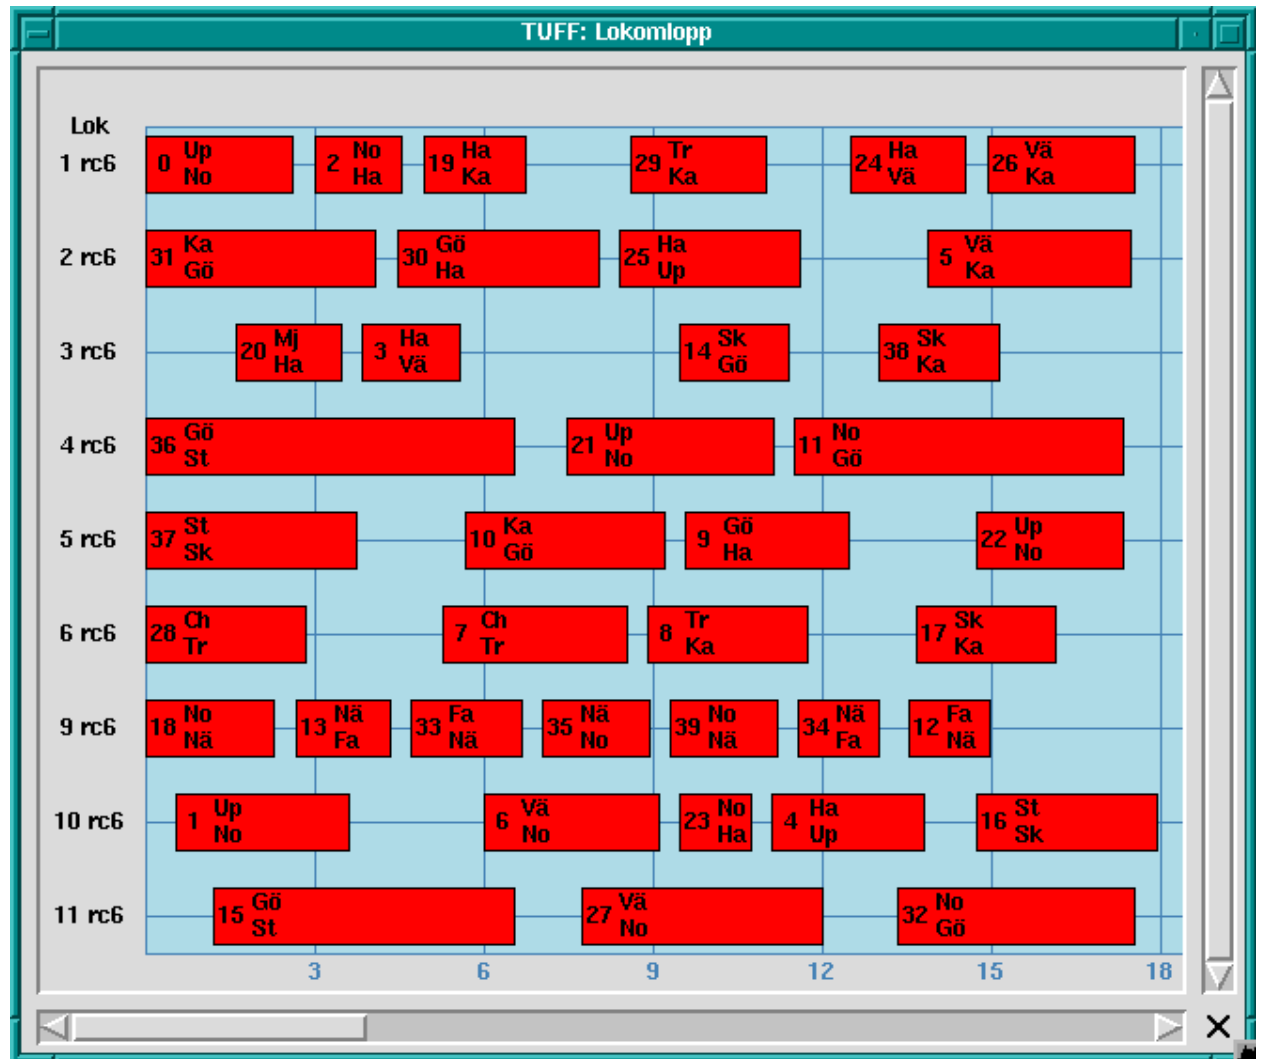 TUFF: Lokomlopp
Lok
1 rc6 0 Up No 2 No Ha 19 Ha Ka 29 Tr Ka 24 Ha Vä 26 Vä Ka
2 rc6 31 Ka Gö 30 Gö Ha 25 Ha Up 5 Vä Ka
3 rc6 20 Mj Ha 3 Ha Vä 14 Sk Gö 38 Sk Ka
4 rc6 36 Gö St 21 Up No 11 No Gö
5 rc6 37 St Sk 10 Ka Gö 9 Gö Ha 22 Up No
6 rc6 28 Ch Tr 7 Ch Tr 8 Tr Ka 17 Sk Ka
9 rc6 18 No Nä 13 Nä Fa 33 Fa Nä 35 Nä No 39 No Nä 34 Nä Fa 12 Fa Nä
10 rc6 1 Up No 6 Vä No 23 No Ha 4 Ha Up 16 St Sk
11 rc6 15 Gö St 27 Vä No 32 No Gö
3 6 9 12 15 18